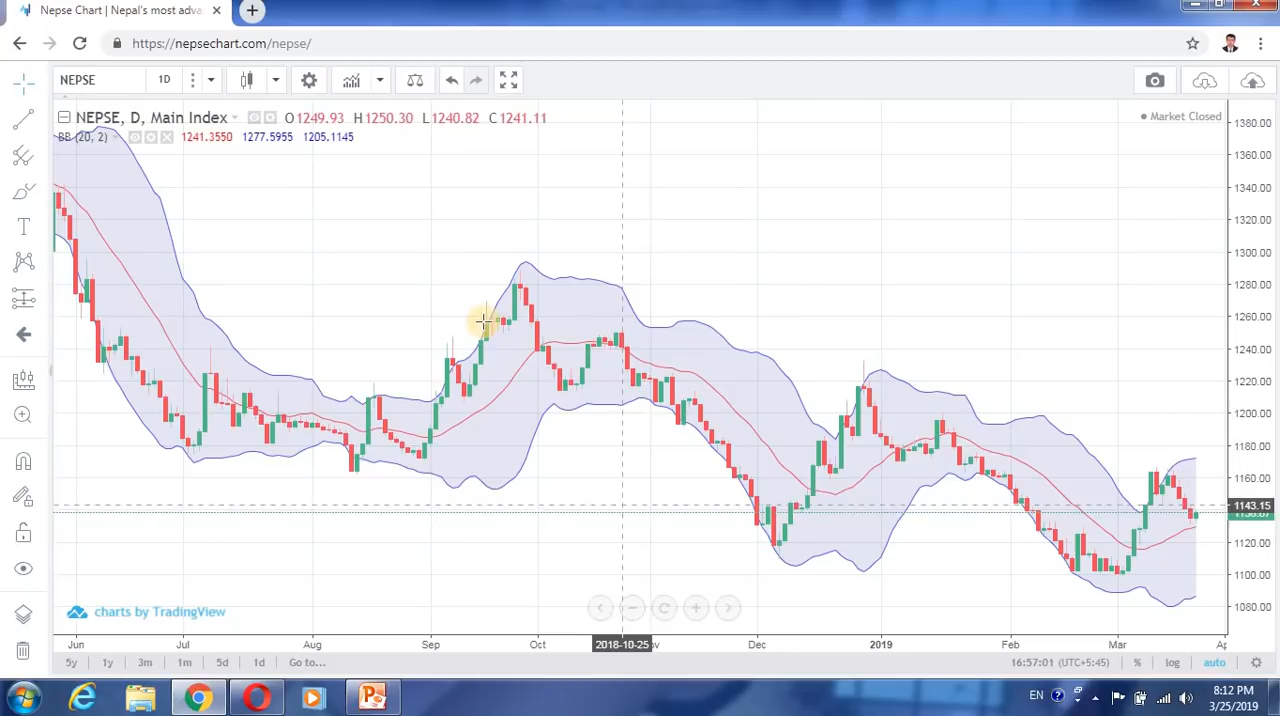 Nepse Chart | Nepal's most adva
https://nepsechart.com/nepse/
NEPSE 1D
NEPSE, D, Main Index O1249.93 H1250.30 L1240.82 C1241.11
Market Closed
BB (20, 2) 1241.3550 1277.5955 1205.1145
1380.00
1360.00
1340.00
1320.00
1300.00
1280.00
1260.00
1240.00
1220.00
1200.00
1180.00
1160.00
1143.15
1120.00
1100.00
1080.00
charts by TradingView
Jun Jul Aug Sep Oct 2018-10-25 Dec 2019 Feb Mar
5y 1y 3m 1m 5d 1d Go to... 16:57:01 (UTC+5:45) % log auto
EN
8:12 PM
3/25/2019